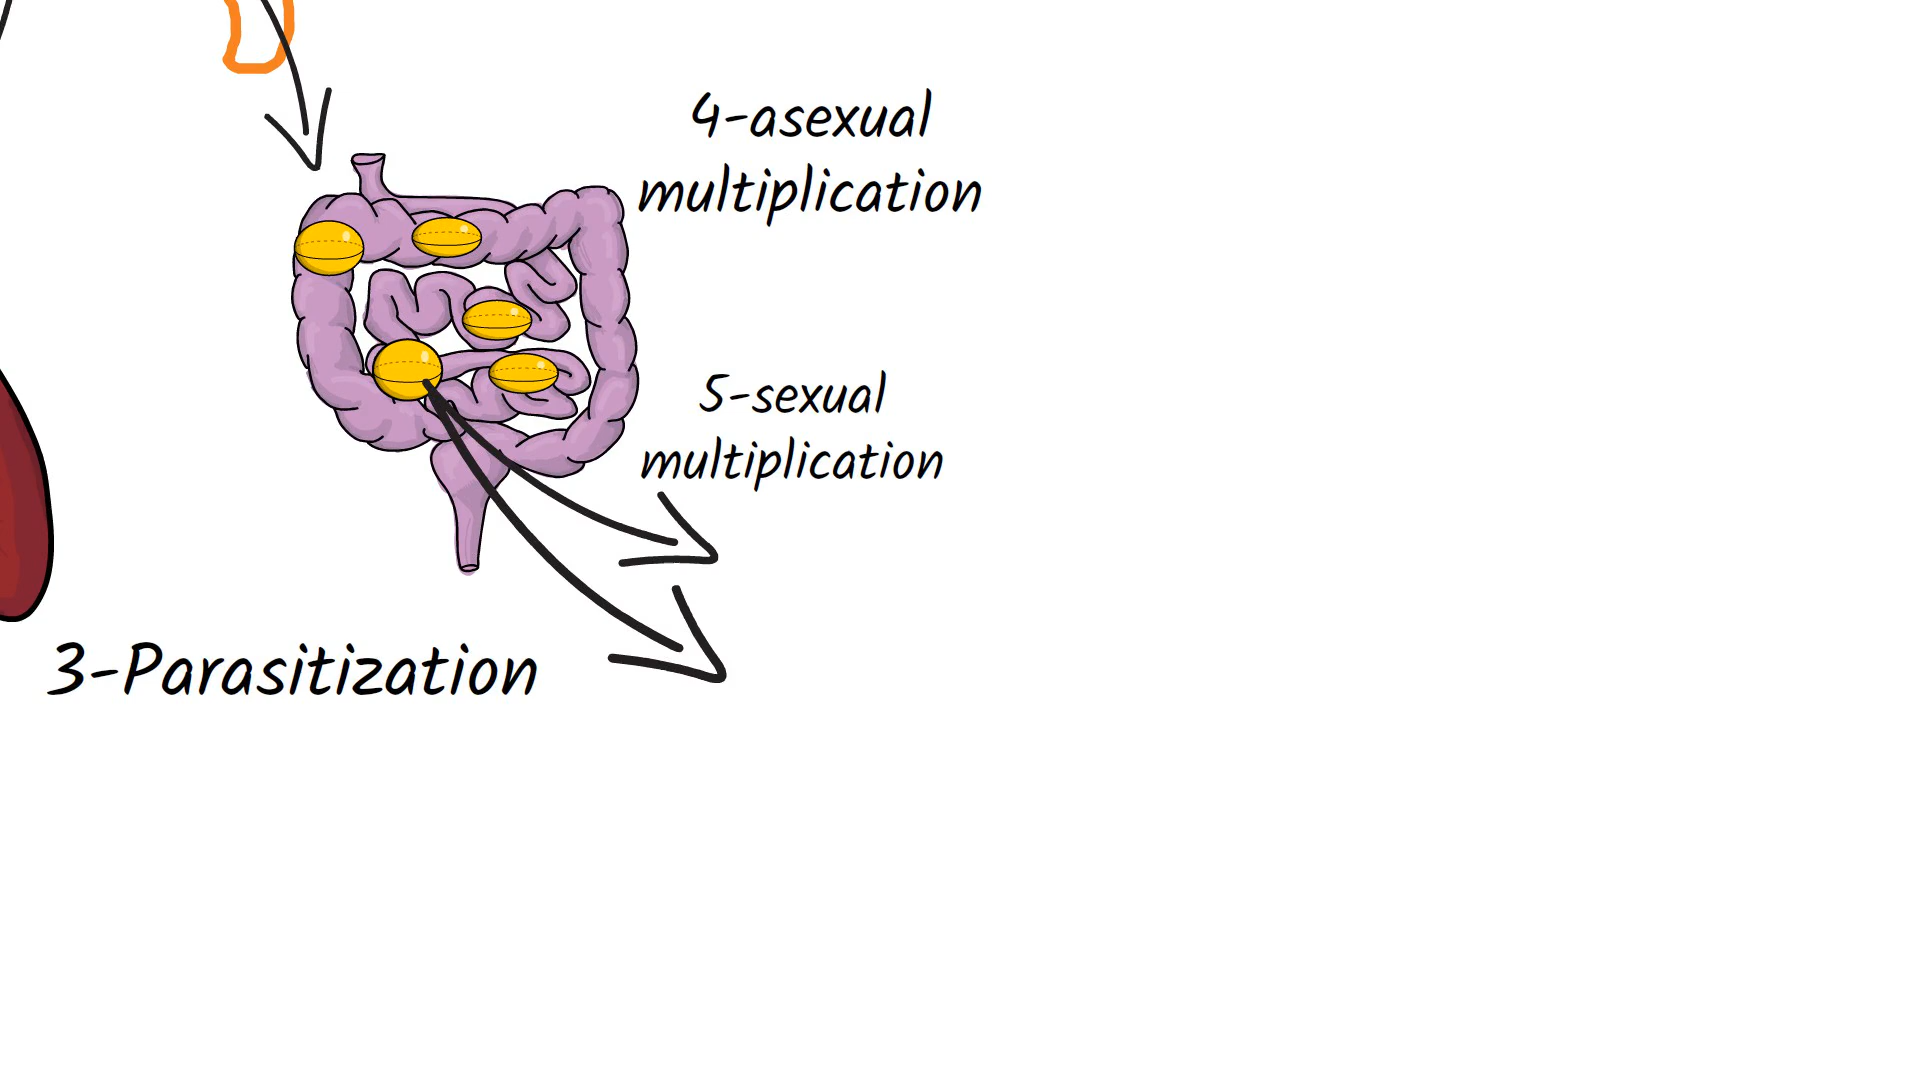 4-asexual
multiplication
5-sexual
multiplication
3-Parasitization